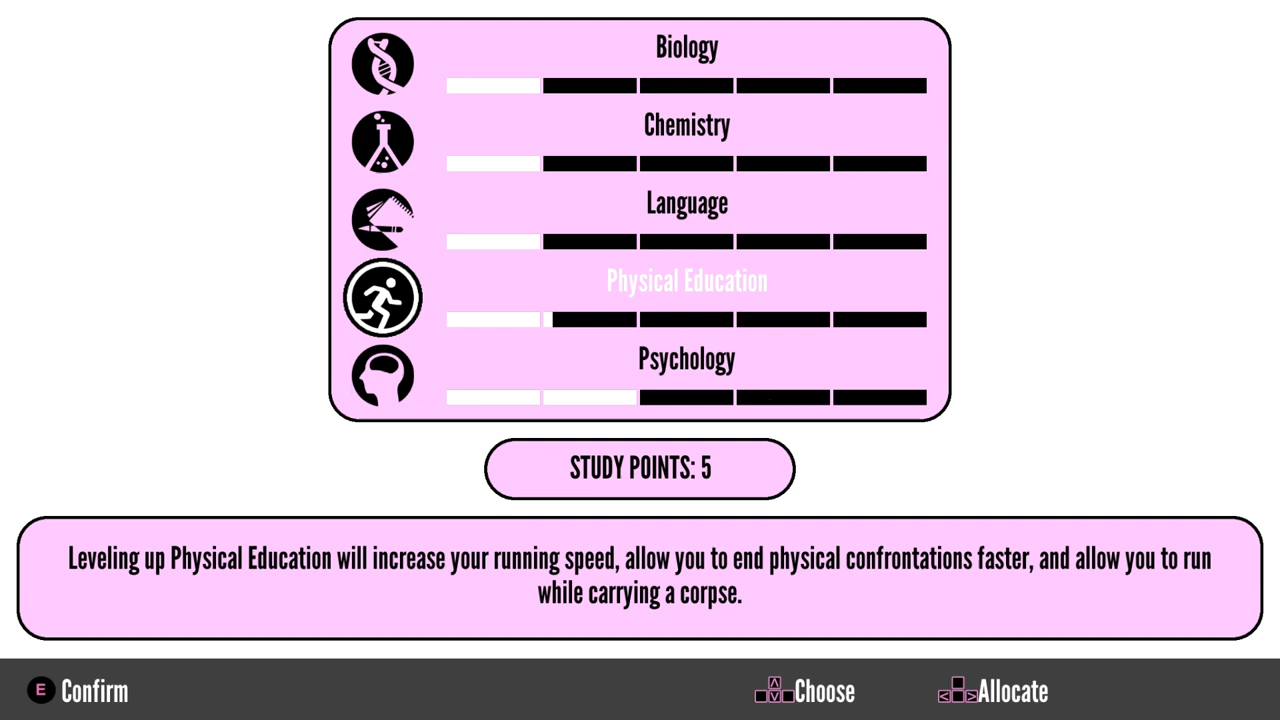 Biology
Chemistry
Language
Physical Education
Psychology
STUDY POINTS: 5
Leveling up Physical Education will increase your running speed, allow you to end physical confrontations faster, and allow you to run
while carrying a corpse.
E Confirm
Choose
Allocate